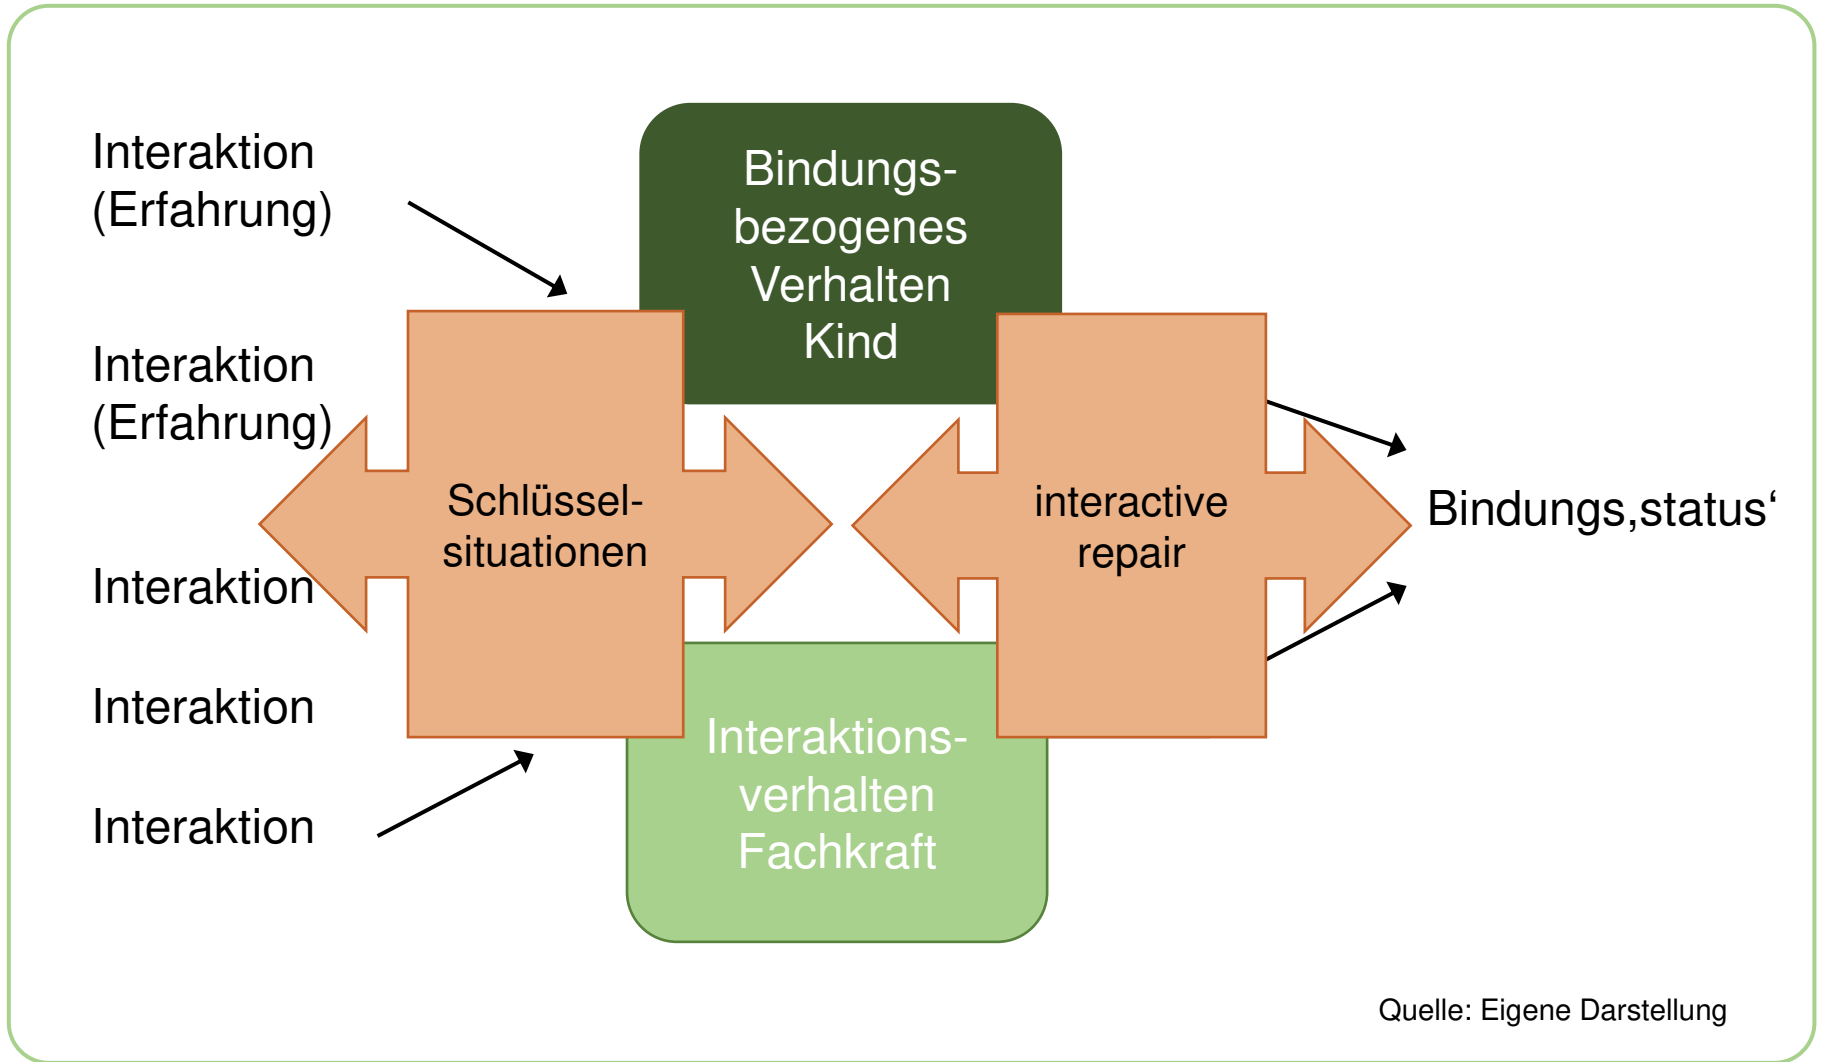 Interaktion
(Erfahrung)
Interaktion
(Erfahrung)
Interaktion
Interaktion
Interaktion
Bindungs-
bezogenes
Verhalten
Kind
Schlüssel-
situationen
interactive
repair
Interaktions-
verhalten
Fachkraft
Bindungs‚status‘
Quelle: Eigene Darstellung